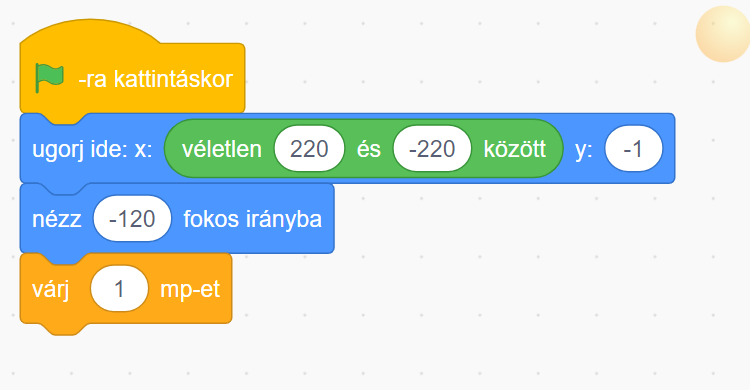 -ra kattintáskor
ugorj ide: x: véletlen 220 és -220 között y: -1
nézz -120 fokos irányba
várj 1 mp-et